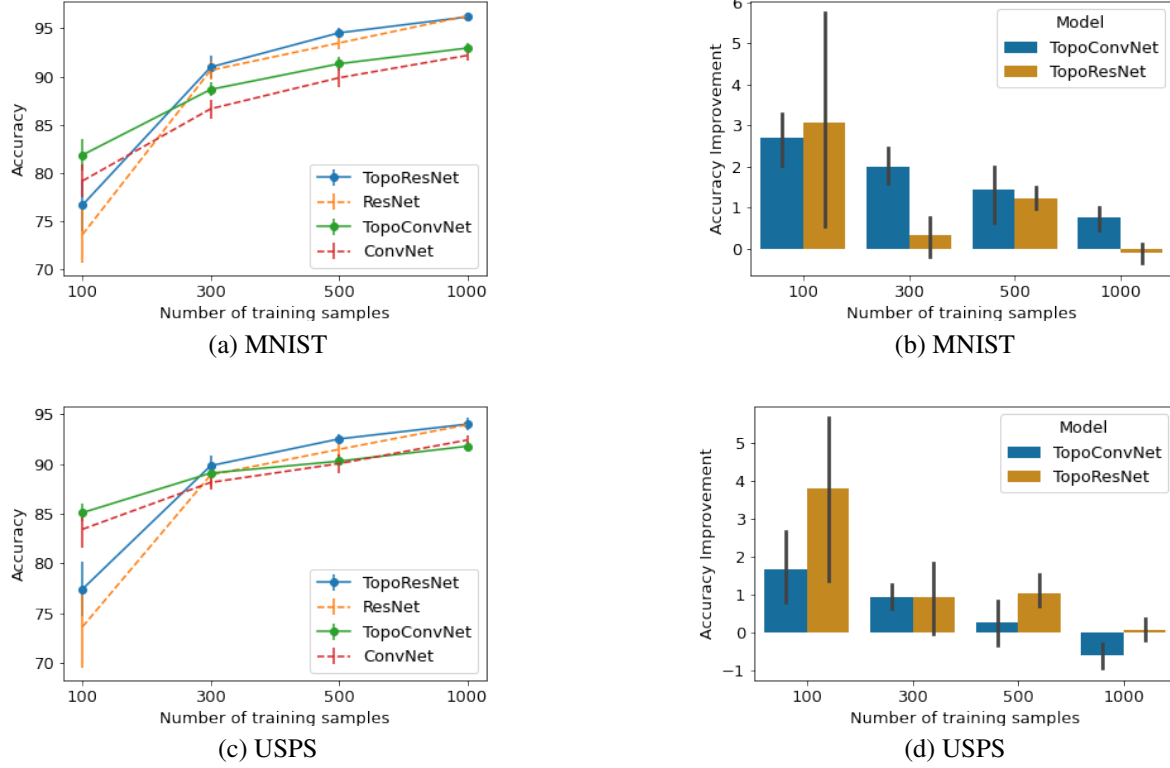 95
90
85
80
75
70
Accuracy
TopoResNet
ResNet
TopoConvNet
ConvNet
100 300 500 1000
Number of training samples
(a) MNIST
6
5
4
3
2
1
0
Accuracy Improvement
Model
TopoConvNet
TopoResNet
100 300 500 1000
Number of training samples
(b) MNIST
95
90
85
80
75
70
Accuracy
TopoResNet
ResNet
TopoConvNet
ConvNet
100 300 500 1000
Number of training samples
(c) USPS
5
4
3
2
1
0
−1
Accuracy Improvement
Model
TopoConvNet
TopoResNet
100 300 500 1000
Number of training samples
(d) USPS